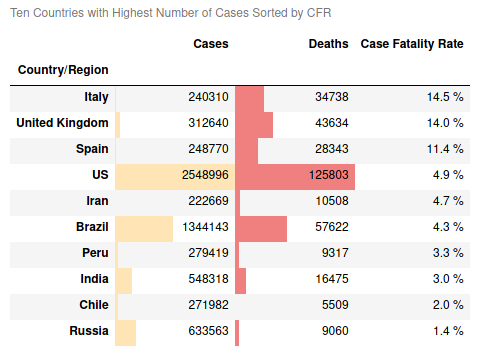 Ten Countries with Highest Number of Cases Sorted by CFR
Cases Deaths Case Fatality Rate
Country/Region
Italy 240310 34738 14.5 %
United Kingdom 312640 43634 14.0 %
Spain 248770 28343 11.4 %
US 2548996 125803 4.9 %
Iran 222669 10508 4.7 %
Brazil 1344143 57622 4.3 %
Peru 279419 9317 3.3 %
India 548318 16475 3.0 %
Chile 271982 5509 2.0 %
Russia 633563 9060 1.4 %